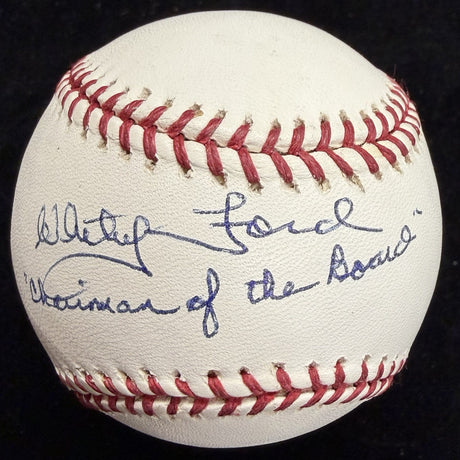 Whitey Ford
"Chairman of the Board"